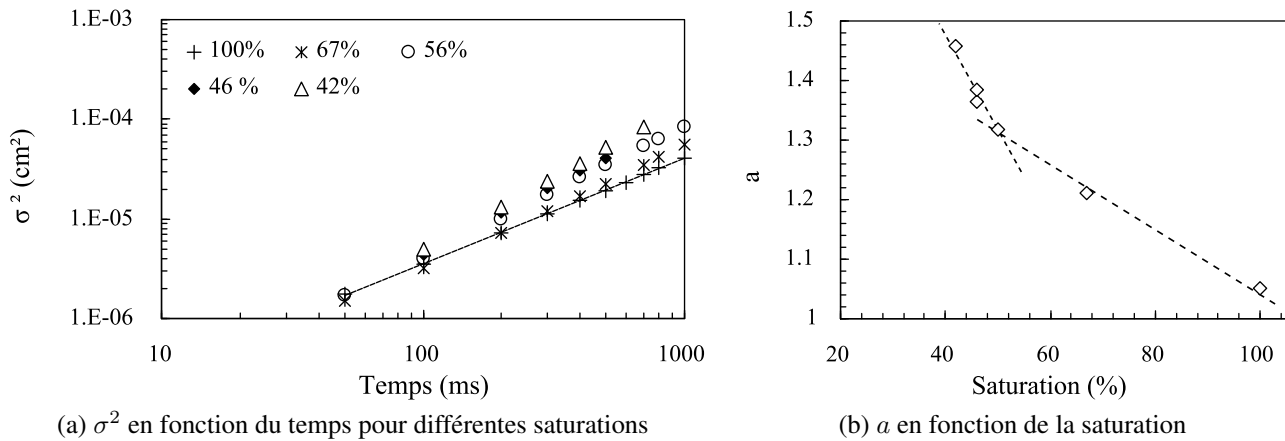 1.E-03
+ 100% ✳ 67% ○ 56%
◆ 46 % △ 42%
1.E-04
σ² (cm²)
1.E-05
1.E-06
10 100 1000
Temps (ms)
(a) σ² en fonction du temps pour différentes saturations
1.5
1.4
1.3
a
1.2
1.1
1
20 40 60 80 100
Saturation (%)
(b) a en fonction de la saturation